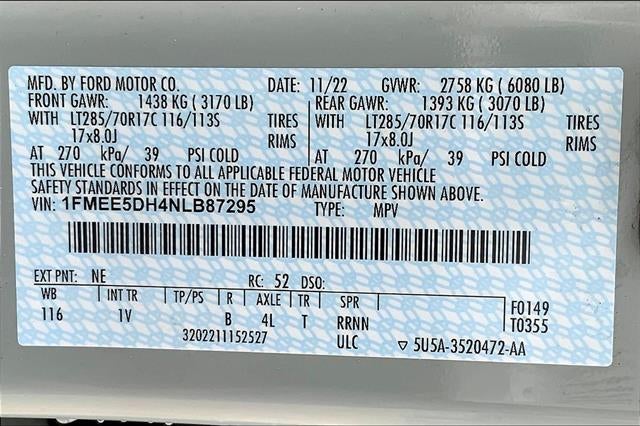 MFD. BY FORD MOTOR CO. DATE: 11/22 GVWR: 2758 KG ( 6080 LB)
FRONT GAWR: 1438 KG ( 3170 LB) REAR GAWR: 1393 KG ( 3070 LB)
WITH LT285/70R17C 116/113S TIRES WITH LT285/70R17C 116/113S TIRES
17x8.0J RIMS 17x8.0J RIMS
AT 270 kPa/ 39 PSI COLD AT 270 kPa/ 39 PSI COLD
THIS VEHICLE CONFORMS TO ALL APPLICABLE FEDERAL MOTOR VEHICLE
SAFETY STANDARDS IN EFFECT ON THE DATE OF MANUFACTURE SHOWN ABOVE.
VIN: 1FMEE5DH4NLB87295 TYPE: MPV
EXT PNT: NE RC: 52 DSO:
WB INT TR TP/PS R AXLE TR SPR F0149
116 1V B 4L T RRNN T0355
3202211152527 ULC ▽ 5U5A-3520472-AA